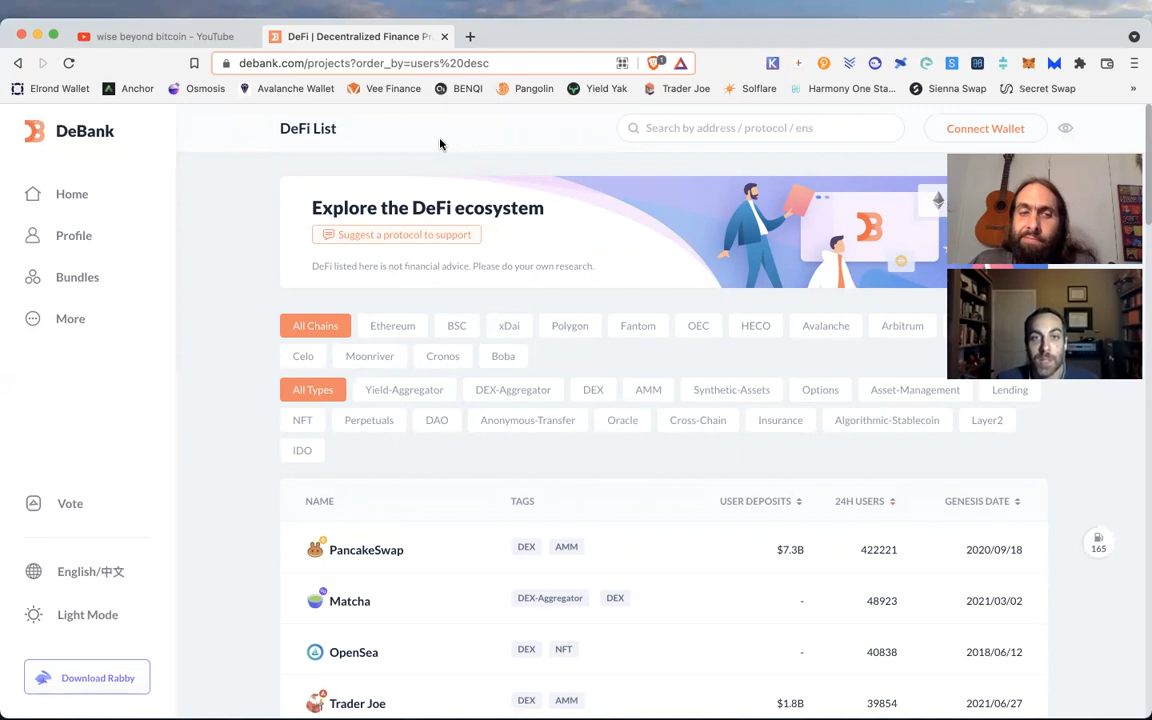 wise beyond bitcoin - YouTube
DeFi | Decentralized Finance Pr
debank.com/projects?order_by=users%20desc
1
Elrond Wallet Anchor Osmosis Avalanche Wallet Vee Finance BENQI Pangolin Yield Yak Trader Joe Solflare Harmony One Sta... Sienna Swap Secret Swap »
DeBank
DeFi List
Search by address / protocol / ens
Connect Wallet
Home
Profile
Bundles
More
Vote
English/中文
Light Mode
Download Rabby
Explore the DeFi ecosystem
Suggest a protocol to support
DeFi listed here is not financial advice. Please do your own research.
All Chains Ethereum BSC xDai Polygon Fantom OEC HECO Avalanche Arbitrum
Celo Moonriver Cronos Boba
All Types Yield-Aggregator DEX-Aggregator DEX AMM Synthetic-Assets Options Asset-Management Lending
NFT Perpetuals DAO Anonymous-Transfer Oracle Cross-Chain Insurance Algorithmic-Stablecoin Layer2
IDO
NAME TAGS USER DEPOSITS 24H USERS GENESIS DATE
PancakeSwap DEX AMM $7.3B 422221 2020/09/18
Matcha DEX-Aggregator DEX - 48923 2021/03/02
OpenSea DEX NFT - 40838 2018/06/12
Trader Joe DEX AMM $1.8B 39854 2021/06/27
165